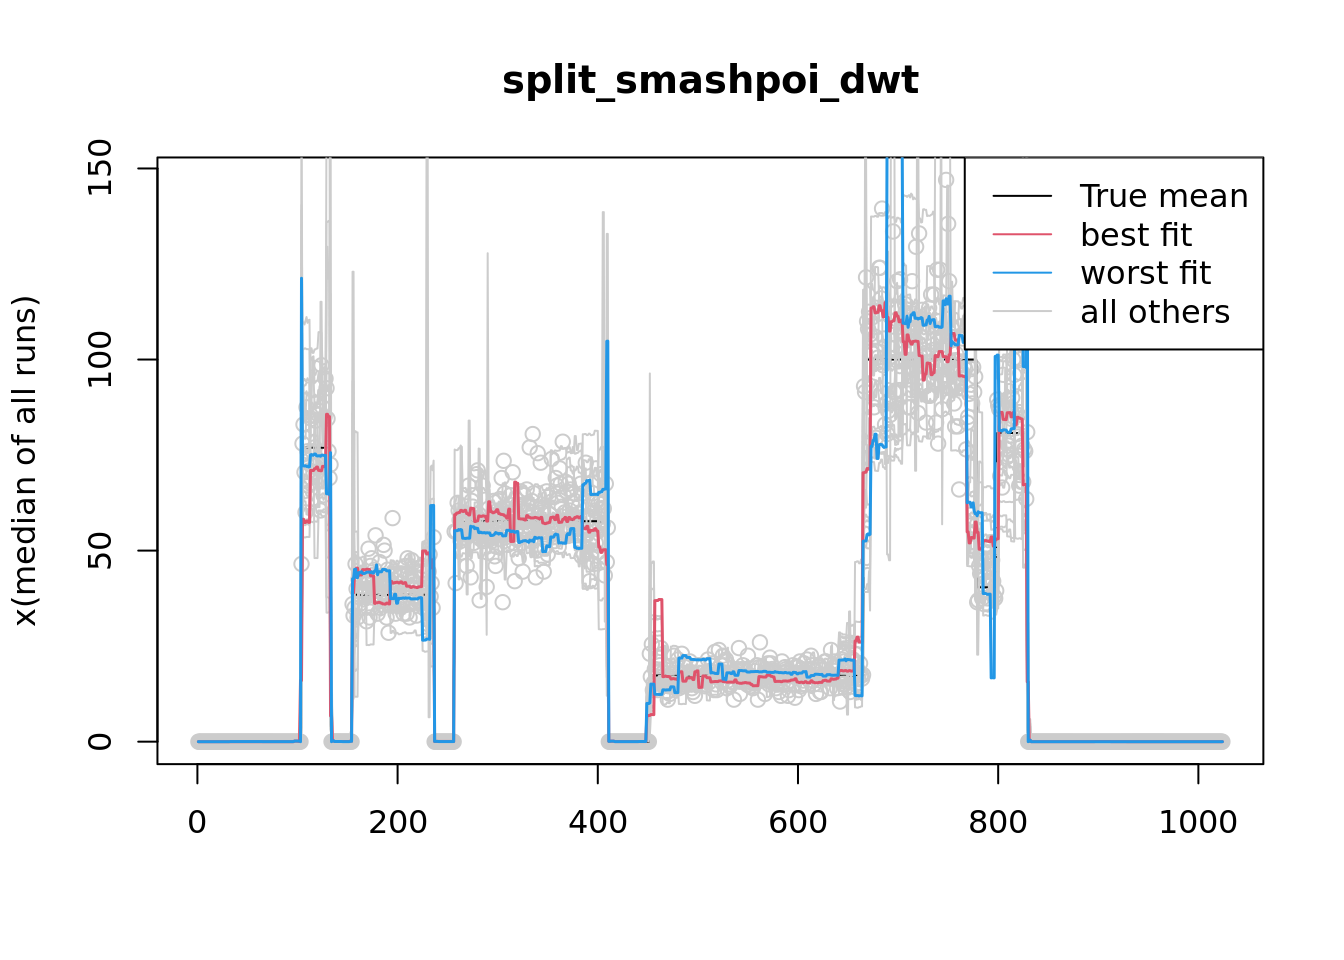 split_smashpoi_dwt
x(median of all runs)
150
100
50
0
True mean
best fit
worst fit
all others
0 200 400 600 800 1000